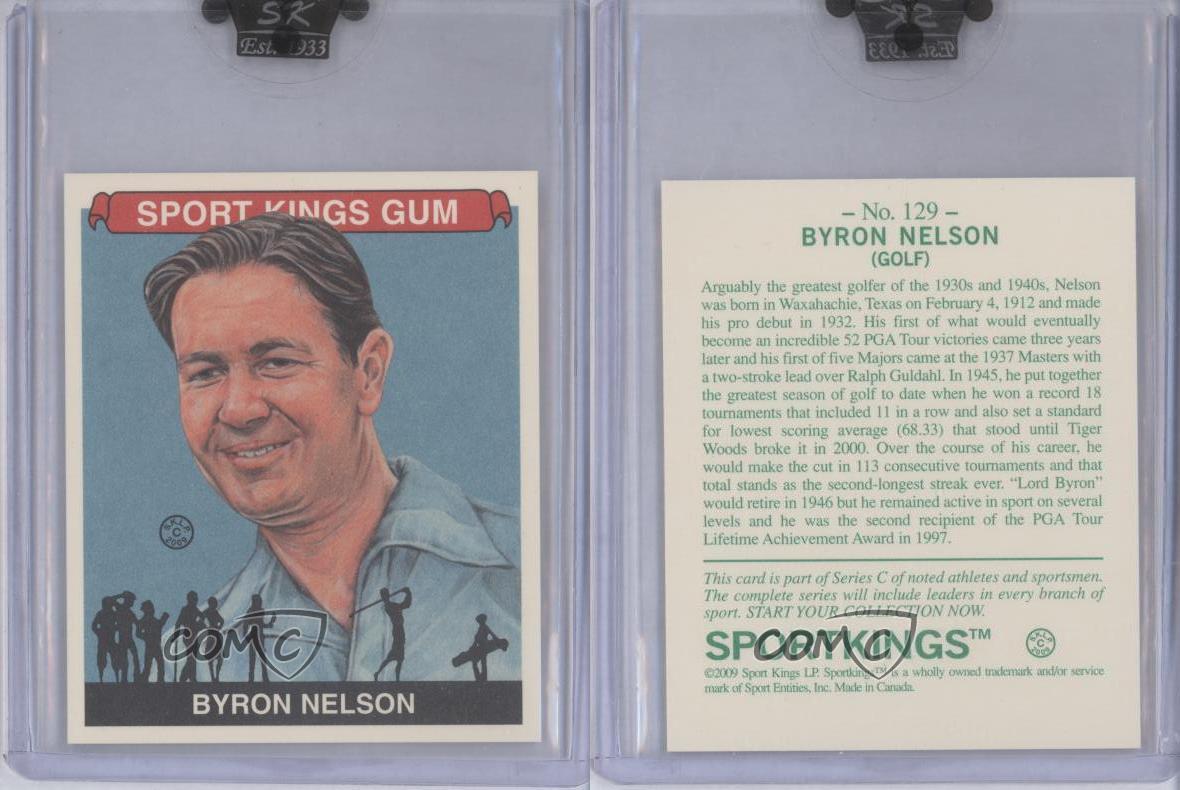 SK
Est. 1933
SPORT KINGS GUM
S.K.L.P.
C
2009
COMC
BYRON NELSON
SK
Est. 1933
– No. 129 –
BYRON NELSON
(GOLF)
Arguably the greatest golfer of the 1930s and 1940s, Nelson
was born in Waxahachie, Texas on February 4, 1912 and made
his pro debut in 1932. His first of what would eventually
become an incredible 52 PGA Tour victories came three years
later and his first of five Majors came at the 1937 Masters with
a two-stroke lead over Ralph Guldahl. In 1945, he put together
the greatest season of golf to date when he won a record 18
tournaments that included 11 in a row and also set a standard
for lowest scoring average (68.33) that stood until Tiger
Woods broke it in 2000. Over the course of his career, he
would make the cut in 113 consecutive tournaments and that
total stands as the second-longest streak ever. “Lord Byron”
would retire in 1946 but he remained active in sport on several
levels and he was the second recipient of the PGA Tour
Lifetime Achievement Award in 1997.
This card is part of Series C of noted athletes and sportsmen.
The complete series will include leaders in every branch of
sport. START YOUR COLLECTION NOW.
SPORTKINGS™
COMC
S.K.L.P.
C
2009
©2009 Sport Kings LP. Sportkings™ is a wholly owned trademark and/or service
mark of Sport Entities, Inc. Made in Canada.